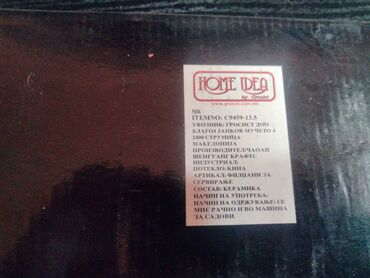 HOME IDEA
by Grosist
www.grosist.com.mk
МК
ITEMNO: C9459-13.5
УВОЗНИК: ГРОСИСТ ДОО
БЛАГОЈ ЈАНКОВ МУЧЕТО 4
2400 СТРУМИЦА
МАКЕДОНИЈА
ПРОИЗВОДИТЕЛ: ЧАОАН
ШЕНГУАНГ КРАФТС
ИНДУСТРИАЛ
ПОТЕКЛО: КИНА
АРТИКАЛ: ФИЛЏАНИ ЗА
СЕРВИРАЊЕ
СОСТАВ: КЕРАМИКА
НАЧИН НА УПОТРЕБА:
НАЧИН НА ОДРЖУВАЊЕ: СЕ
МИЕ РАЧНО И ВО МАШИНА
ЗА САДОВИ